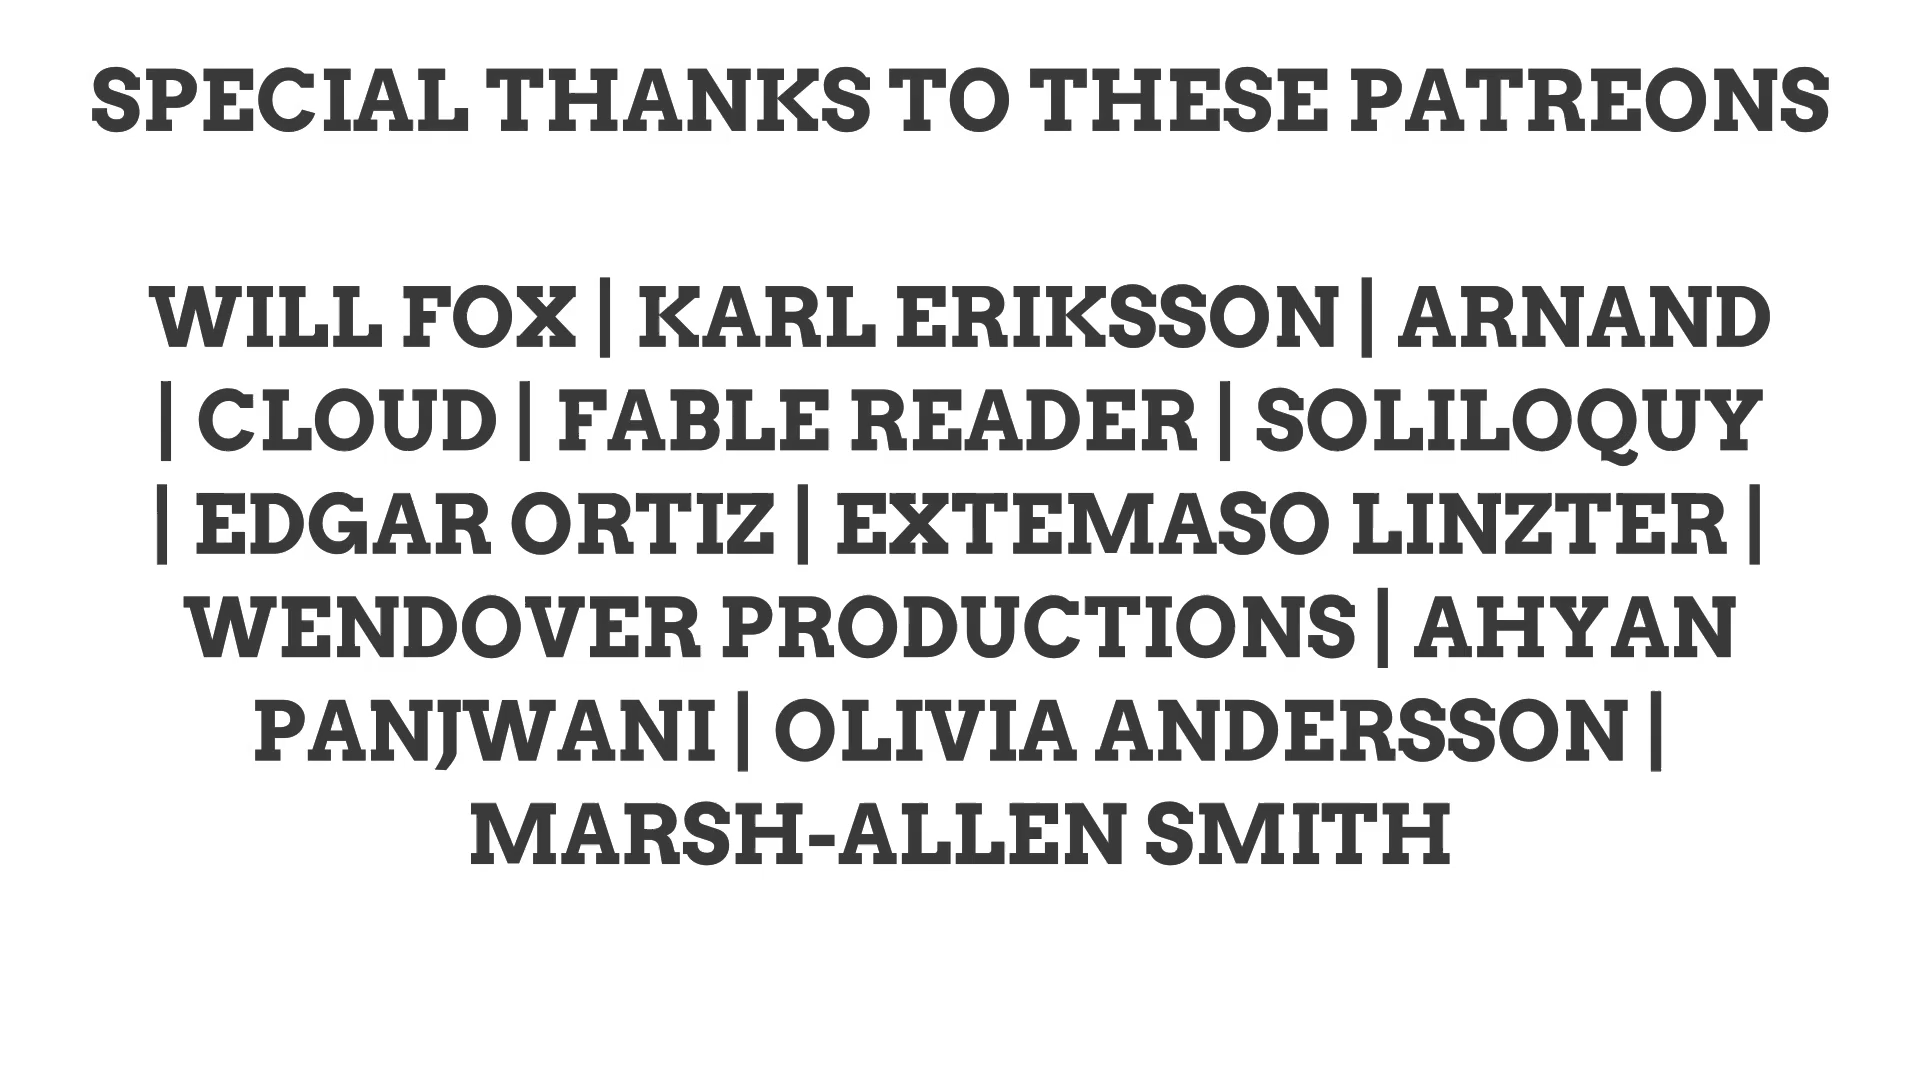 SPECIAL THANKS TO THESE PATREONS
WILL FOX | KARL ERIKSSON | ARNAND
| CLOUD | FABLE READER | SOLILOQUY
| EDGAR ORTIZ | EXTEMASO LINZTER |
WENDOVER PRODUCTIONS | AHYAN
PANJWANI | OLIVIA ANDERSSON |
MARSH-ALLEN SMITH